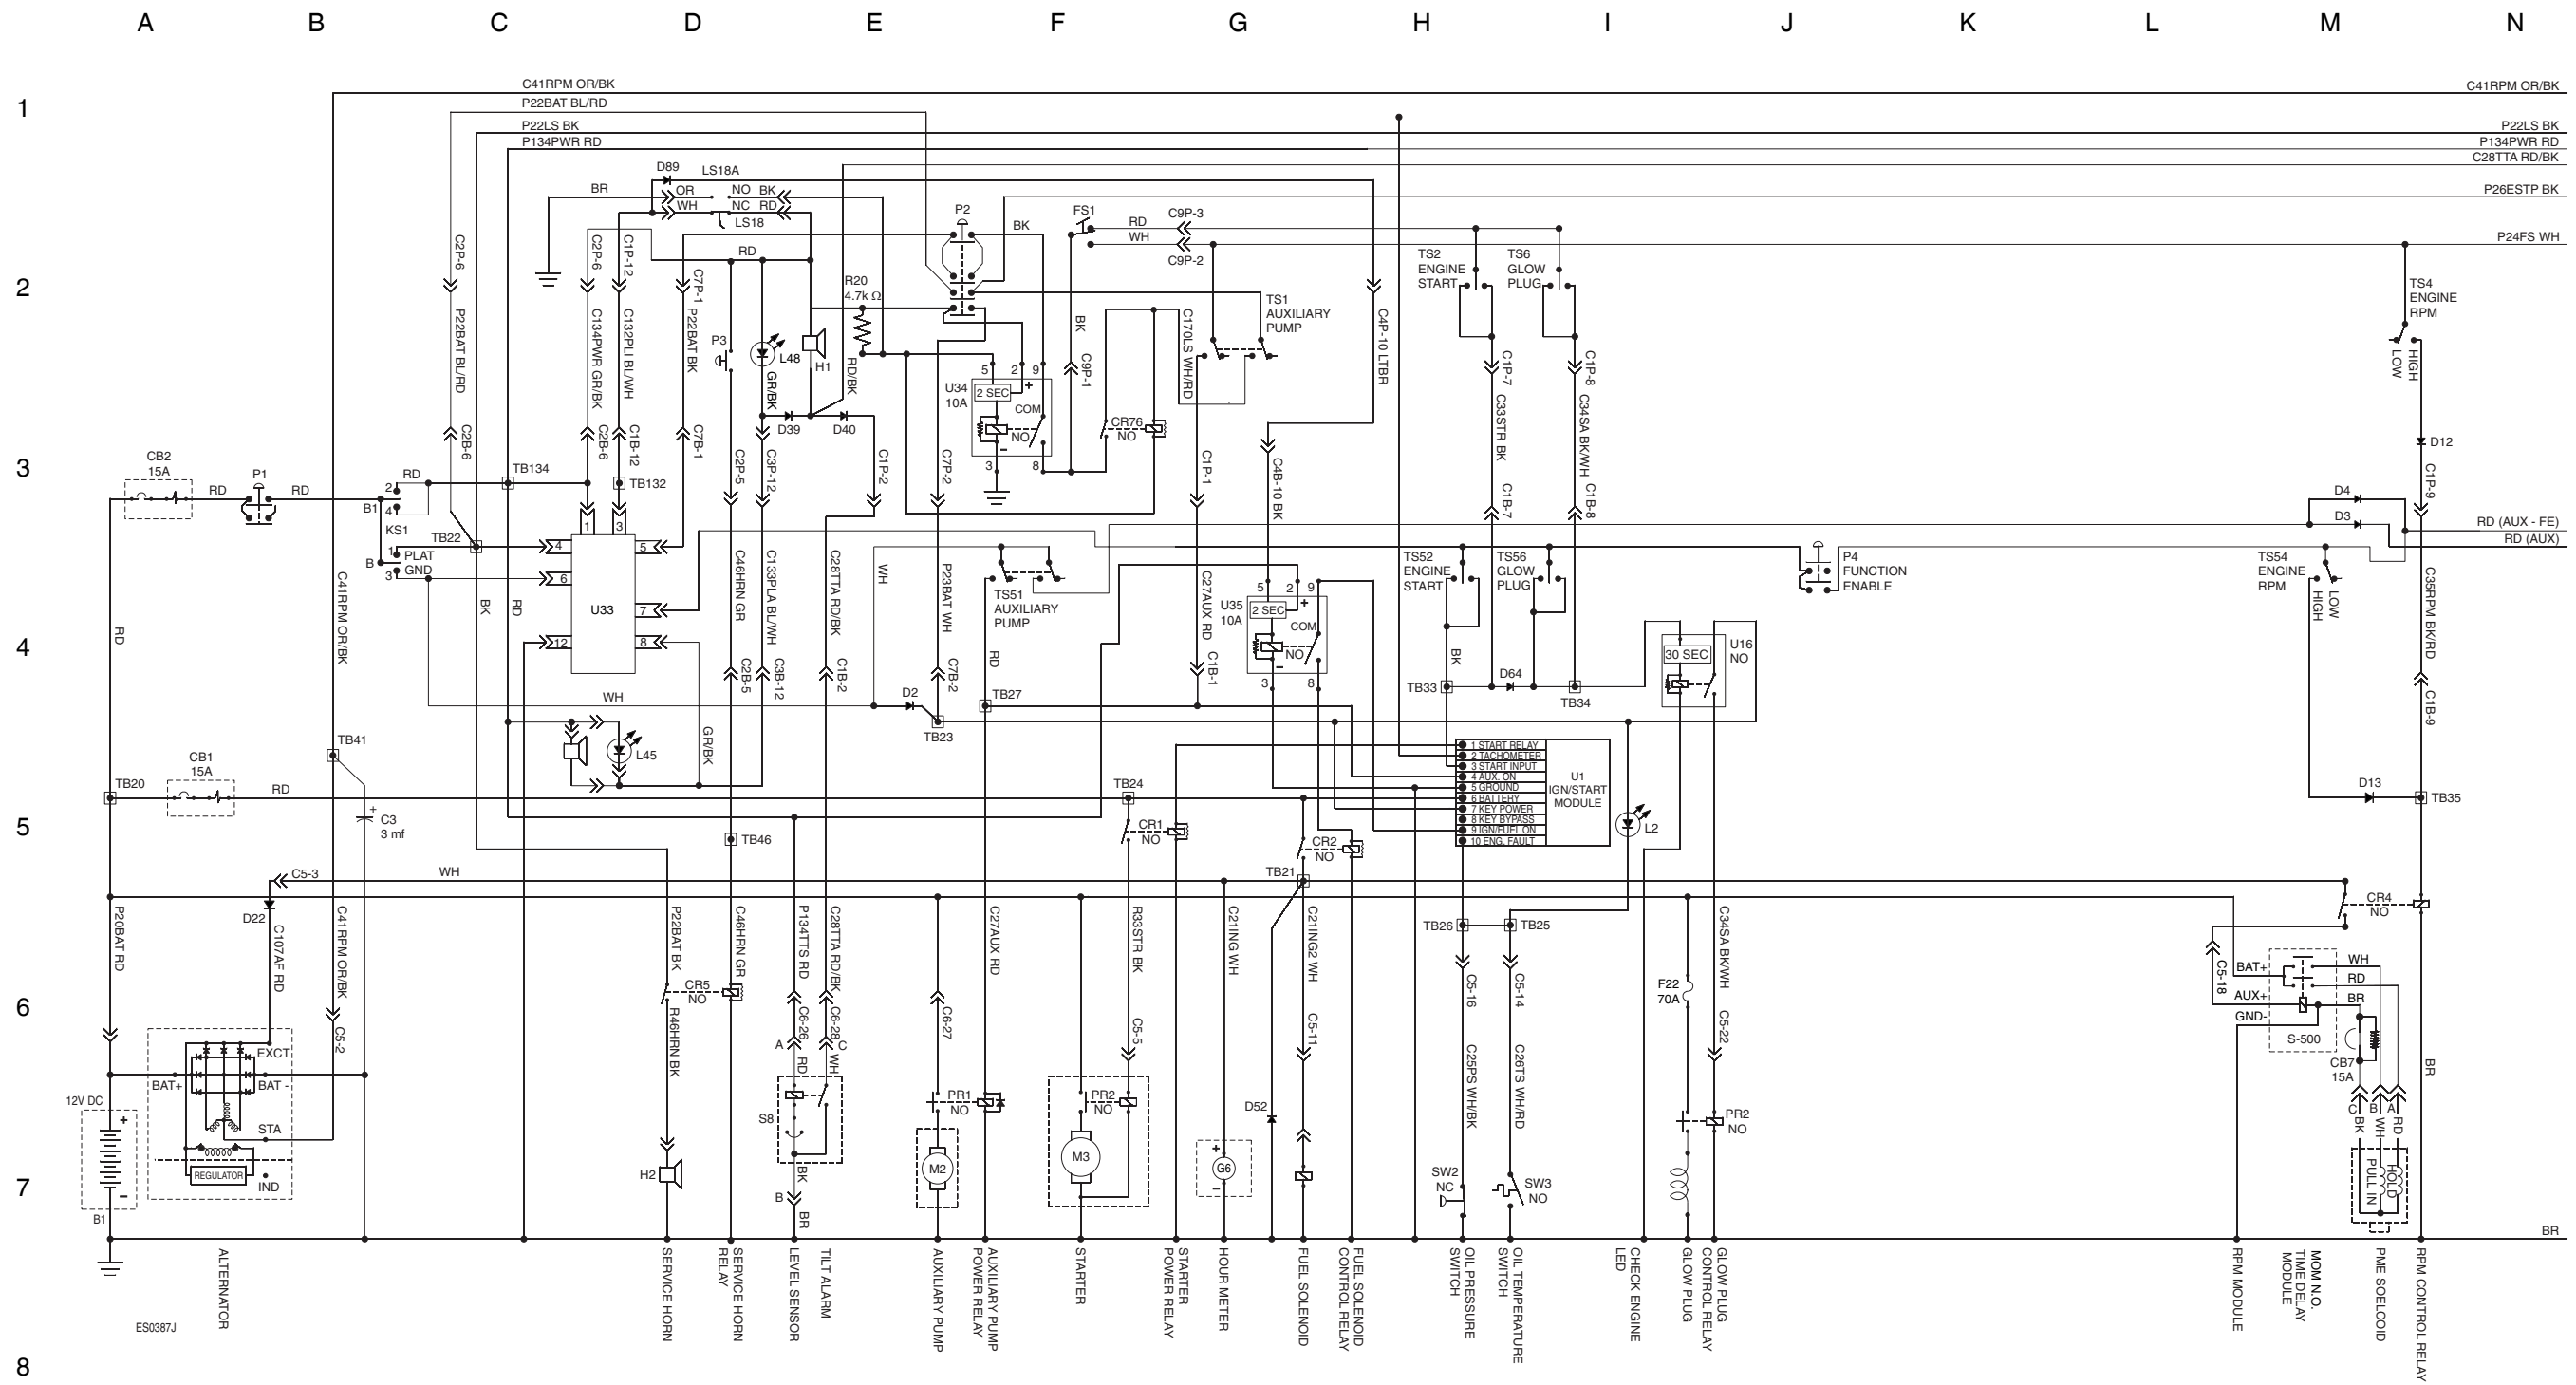 A B C D E F G H I J K L M N
1
2
3
4
5
6
7
8
C41RPM OR/BK
C41RPM OR/BK
P22BAT BL/RD
P22LS BK
P22LS BK
P134PWR RD
P134PWR RD
C28TTA RD/BK
P26ESTP BK
P24FS WH
D89
LS18A
BR
OR
NO
BK
WH
NC
RD
LS18
RD
P2
BK
FS1
RD
C9P-3
WH
C9P-2
C2P-6
C2P-6
C1P-12
C7P-1
R20
4.7k Ω
TS1
AUXILIARY
PUMP
TS2
ENGINE
START
TS6
GLOW
PLUG
TS4
ENGINE
RPM
LOW
HIGH
P22BAT BL/RD
C134PWR GR/BK
C132PLI BL/WH
P22BAT BK
P3
L48
GR/BK
H1
RD/BK
BK
C9P-1
C170LS WH/RD
C4P-10 LTBR
C1P-7
C1P-8
C33STR BK
C34SA BK/WH
U34
10A
5
2
9
2 SEC
+
COM
NO
-
3
8
CR76
NO
D39
D40
D12
C1P-9
C2B-6
C2B-6
C1B-12
C7B-1
C2P-5
C3P-12
C1P-2
C7P-2
C1P-1
C4B-10 BK
C1B-7
C1B-8
CB2
15A
RD
P1
RD
2
RD
B1
4
KS1
1
PLAT
B
GND
3
TB134
TB132
TB22
1
3
4
5
6
7
U33
12
8
BK
RD
C46HRN GR
C133PLA BL/WH
C28TTA RD/BK
WH
P23BAT WH
TS51
AUXILIARY
PUMP
C27AUX RD
U35
10A
5
2
9
2 SEC
+
COM
NO
-
3
8
TS52
ENGINE
START
TS56
GLOW
PLUG
P4
FUNCTION
ENABLE
D4
D3
RD (AUX - FE)
RD (AUX)
TS54
ENGINE
RPM
LOW
HIGH
C35RPM BK/RD
C1B-9
RD
C41RPM OR/BK
C2B-5
C3B-12
C1B-2
C7B-2
RD
C1B-1
BK
U16
NO
30 SEC
TB33
D64
TB34
WH
D2
TB27
TB23
GR/BK
L45
TB41
CB1
15A
TB20
RD
+
C3
3 mf
TB24
CR1
NO
CR2
NO
TB21
1 START RELAY
2 TACHOMETER
3 START INPUT
4 AUX. ON
5 GROUND
6 BATTERY
7 KEY POWER
8 KEY BYPASS
9 IGN/FUEL ON
10 ENG. FAULT
U1
IGN/START
MODULE
L2
D13
TB35
TB46
C5-3
WH
D22
C107AF RD
P20BAT RD
C41RPM OR/BK
C5-2
P22BAT BK
C46HRN GR
P134TTS RD
C28TTA RD/BK
C27AUX RD
R33STR BK
C21ING WH
C21ING2 WH
TB26
TB25
C34SA BK/WH
CR4
NO
CR5
NO
R46HRN BK
C6-26
C6-28
A
C
RD
WH
C6-27
C5-5
C5-11
C5-16
C5-14
F22
70A
C5-22
C5-18
BAT+
AUX+
GND-
WH
RD
BR
S-500
CB7
15A
C
B
A
BK
WH
RD
PULL IN
HOLD
BR
EXCT
BAT+
BAT -
STA
REGULATOR
IND
12V DC
+
-
B1
S8
BK
B
BR
H2
PR1
NO
M2
PR2
NO
M3
+
G6
-
D52
C25PS WH/BK
C26TS WH/RD
SW2
NC
SW3
NO
PR2
NO
BR
ALTERNATOR
SERVICE HORN
SERVICE HORN
RELAY
LEVEL SENSOR
TILT ALARM
AUXILIARY PUMP
AUXILIARY PUMP
POWER RELAY
STARTER
STARTER
POWER RELAY
HOUR METER
FUEL SOLENOID
FUEL SOLENOID
CONTROL RELAY
OIL PRESSURE
SWITCH
OIL TEMPERATURE
SWITCH
CHECK ENGINE
LED
GLOW PLUG
GLOW PLUG
CONTROL RELAY
RPM MODULE
MOM N.O.
TIME DELAY
MODULE
PME SOELCOID
RPM CONTROL RELAY
ES0387J